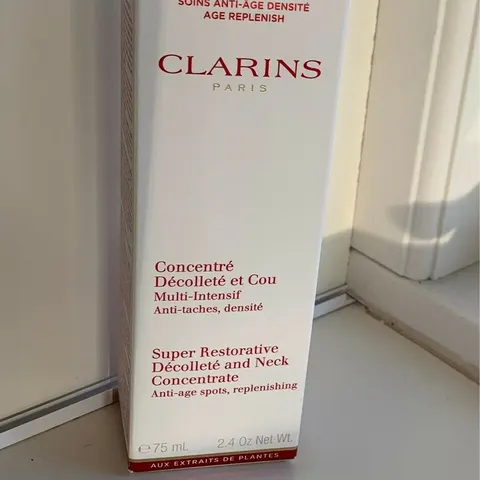 SOINS ANTI-ÂGE DENSITÉ
AGE REPLENISH
CLARINS
PARIS
Concentré
Décolleté et Cou
Multi-Intensif
Anti-taches, densité
Super Restorative
Décolleté and Neck
Concentrate
Anti-age spots, replenishing
℮ 75 mL 2.4 Oz Net Wt.
AUX EXTRAITS DE PLANTES